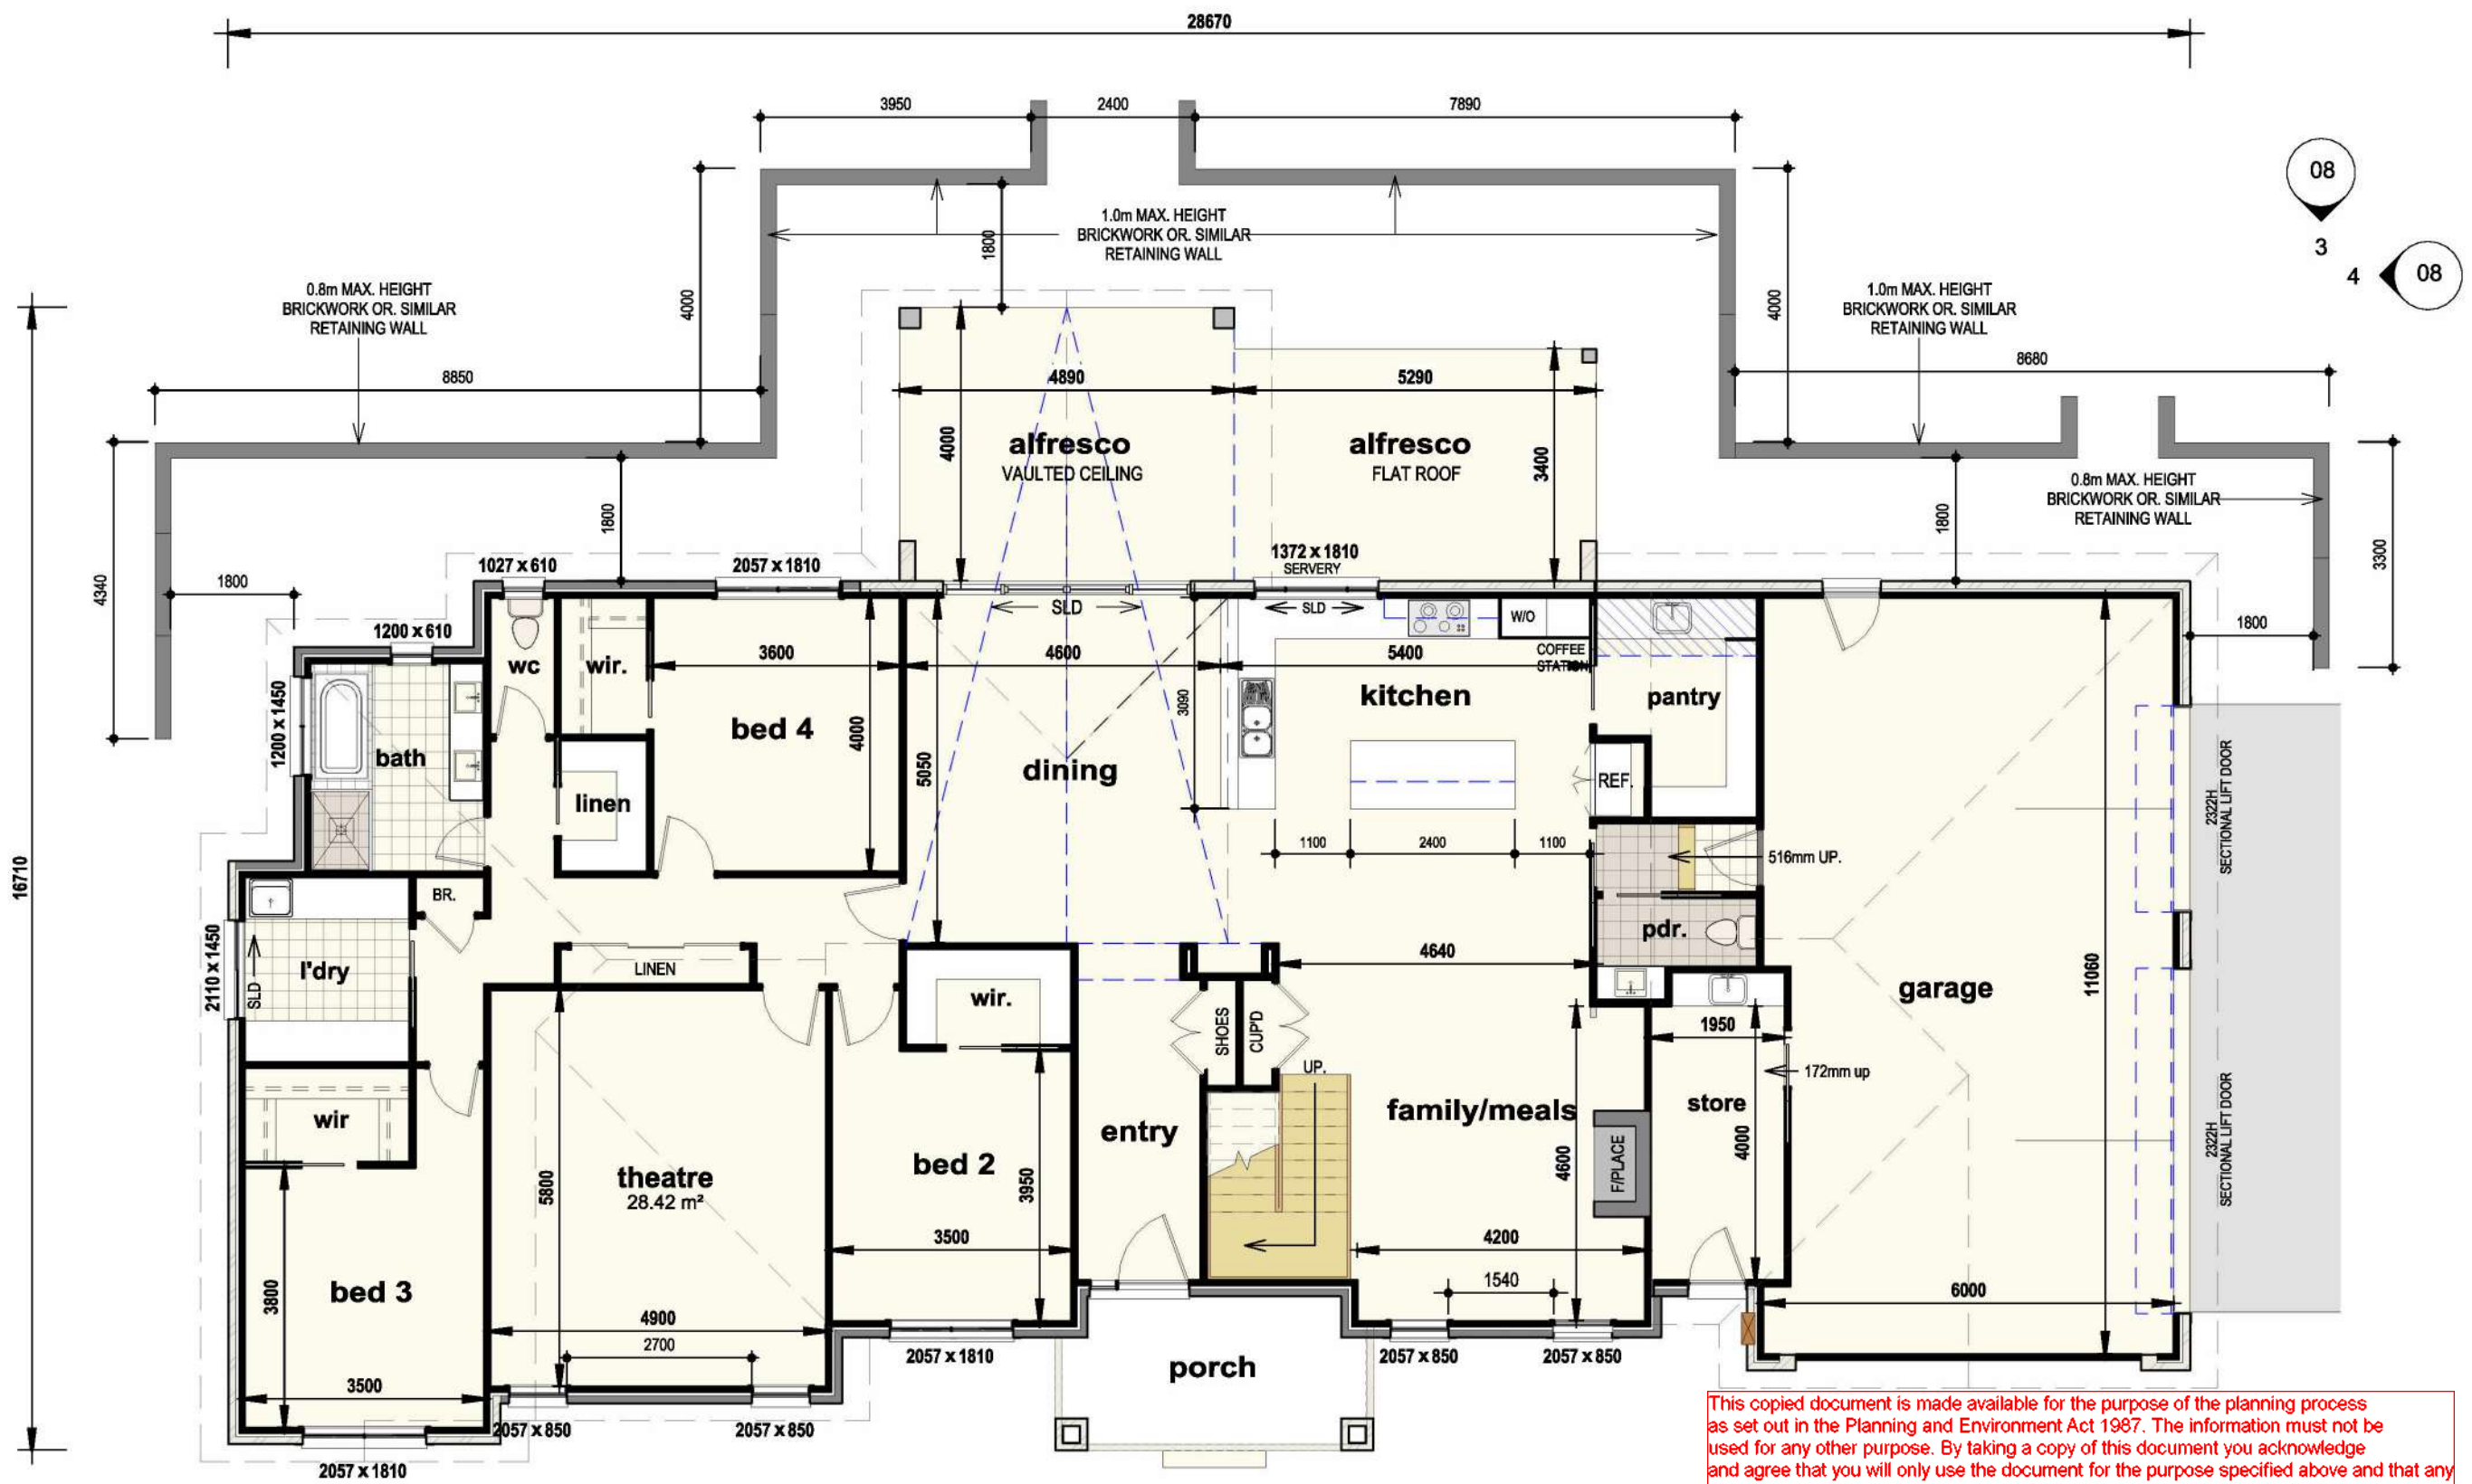 28670
3950
2400
7890
08
3
4
08
1.0m MAX. HEIGHT
BRICKWORK OR. SIMILAR
RETAINING WALL
1800
4000
4000
0.8m MAX. HEIGHT
BRICKWORK OR. SIMILAR
RETAINING WALL
1.0m MAX. HEIGHT
BRICKWORK OR. SIMILAR
RETAINING WALL
8850
8680
4890
5290
4000
3400
alfresco
VAULTED CEILING
alfresco
FLAT ROOF
0.8m MAX. HEIGHT
BRICKWORK OR. SIMILAR
RETAINING WALL
1800
1800
3300
4340
1800
1027 x 610
2057 x 1810
1372 x 1810
SERVERY
SLD
SLD
W/O
1800
1200 x 610
wc
wir.
3600
4600
5400
COFFEE
STATION
1200 x 1450
bath
bed 4
4000
5050
3090
kitchen
pantry
dining
linen
REF.
2322H
SECTIONAL LIFT DOOR
1100
2400
1100
516mm UP.
16710
BR.
2110 x 1450
SLD
l'dry
LINEN
4640
pdr.
wir.
SHOES
CUP'D
garage
11060
1950
UP.
172mm up
wir
theatre
28.42 m²
5800
bed 2
3950
entry
family/meals
4600
F/PLACE
store
4000
2322H
SECTIONAL LIFT DOOR
3500
4200
bed 3
3800
1540
6000
4900
2700
2057 x 1810
porch
2057 x 850
2057 x 850
3500
2057 x 850
2057 x 850
2057 x 1810
This copied document is made available for the purpose of the planning process
as set out in the Planning and Environment Act 1987. The information must not be
used for any other purpose. By taking a copy of this document you acknowledge
and agree that you will only use the document for the purpose specified above and that any